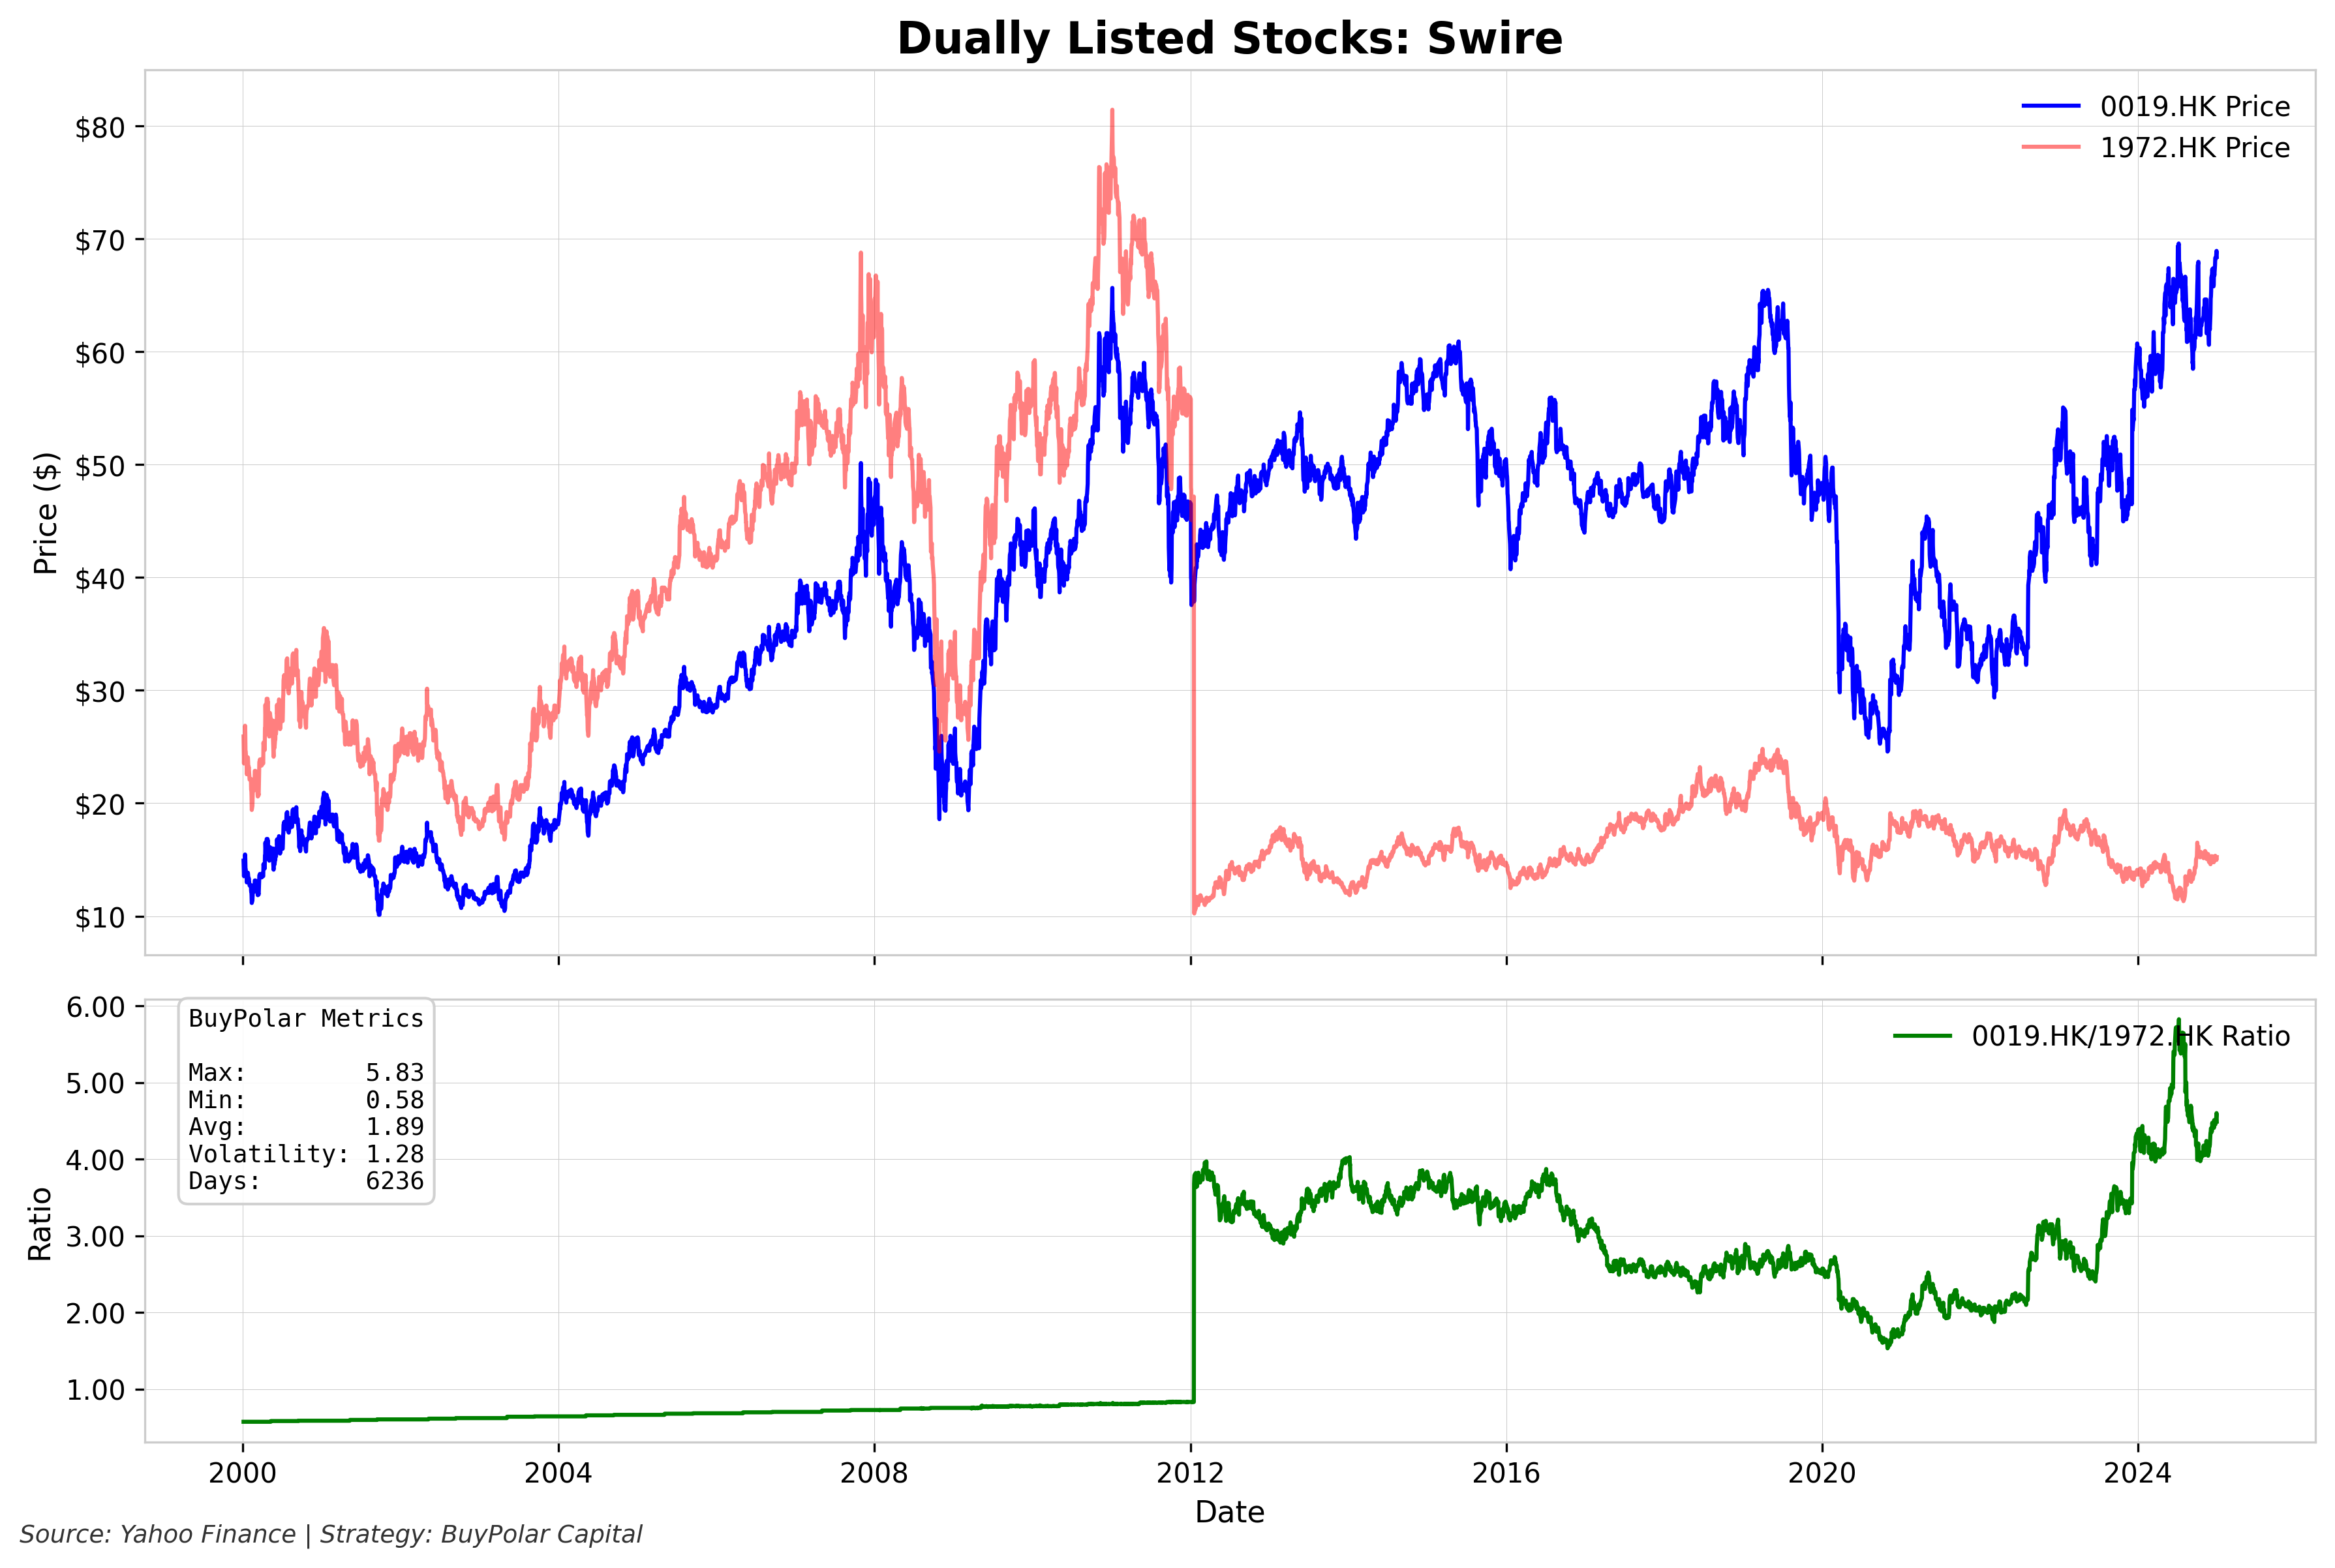 Dually Listed Stocks: Swire
0019.HK Price
1972.HK Price
Price ($)
$80
$70
$60
$50
$40
$30
$20
$10
BuyPolar Metrics
Max: 5.83
Min: 0.58
Avg: 1.89
Volatility: 1.28
Days: 6236
0019.HK/1972.HK Ratio
Ratio
6.00
5.00
4.00
3.00
2.00
1.00
2000 2004 2008 2012 2016 2020 2024
Date
Source: Yahoo Finance | Strategy: BuyPolar Capital